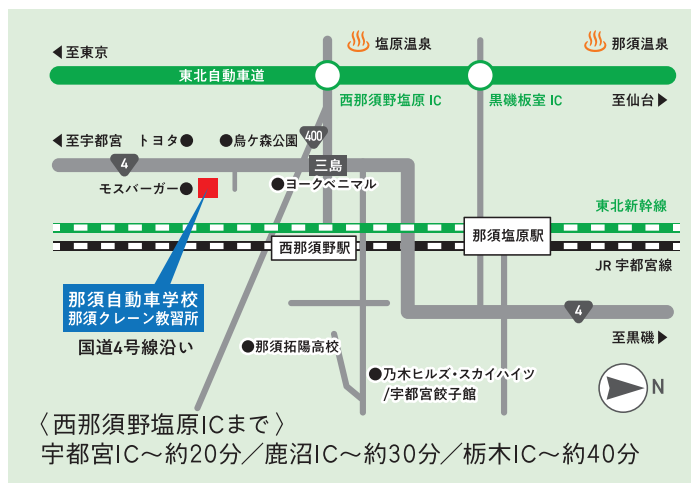 塩原温泉
那須温泉
◀至東京
東北自動車道
西那須野塩原 IC
黒磯板室 IC
至仙台▶
◀至宇都宮
トヨタ●
●烏ケ森公園
400
4
三島
モスバーガー●
●ヨークベニマル
東北新幹線
西那須野駅
那須塩原駅
JR 宇都宮線
那須自動車学校
那須クレーン教習所
国道4号線沿い
4
至黒磯▶
●那須拓陽高校
●乃木ヒルズ・スカイハイツ
/宇都宮餃子館
N
〈西那須野塩原ICまで〉
宇都宮IC〜約20分／鹿沼IC〜約30分／栃木IC〜約40分